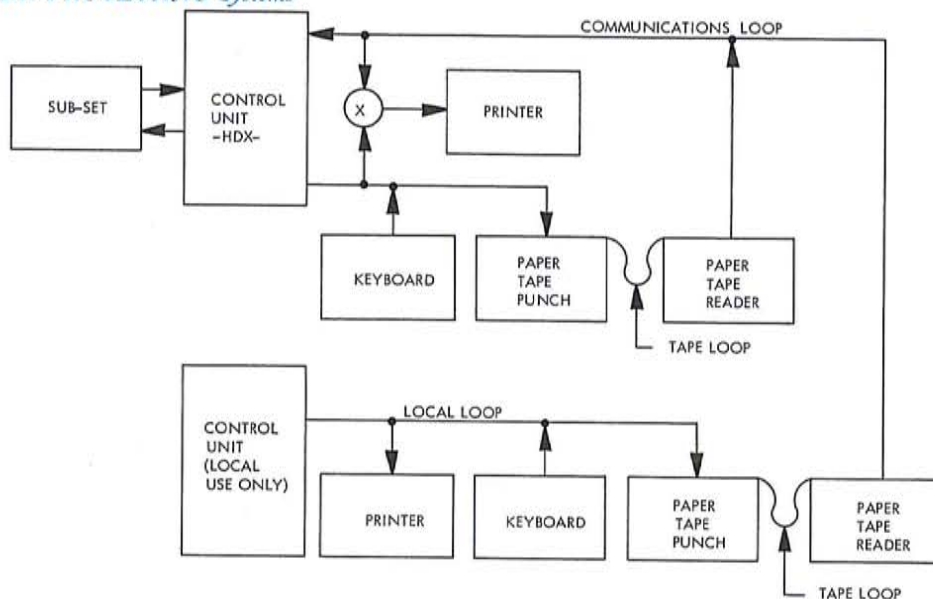 Systems
COMMUNICATIONS LOOP
SUB-SET
CONTROL
UNIT
-HDX-
X
PRINTER
KEYBOARD
PAPER
TAPE
PUNCH
PAPER
TAPE
READER
TAPE LOOP
CONTROL
UNIT
(LOCAL
USE ONLY)
LOCAL LOOP
PRINTER
KEYBOARD
PAPER
TAPE
PUNCH
PAPER
TAPE
READER
TAPE LOOP